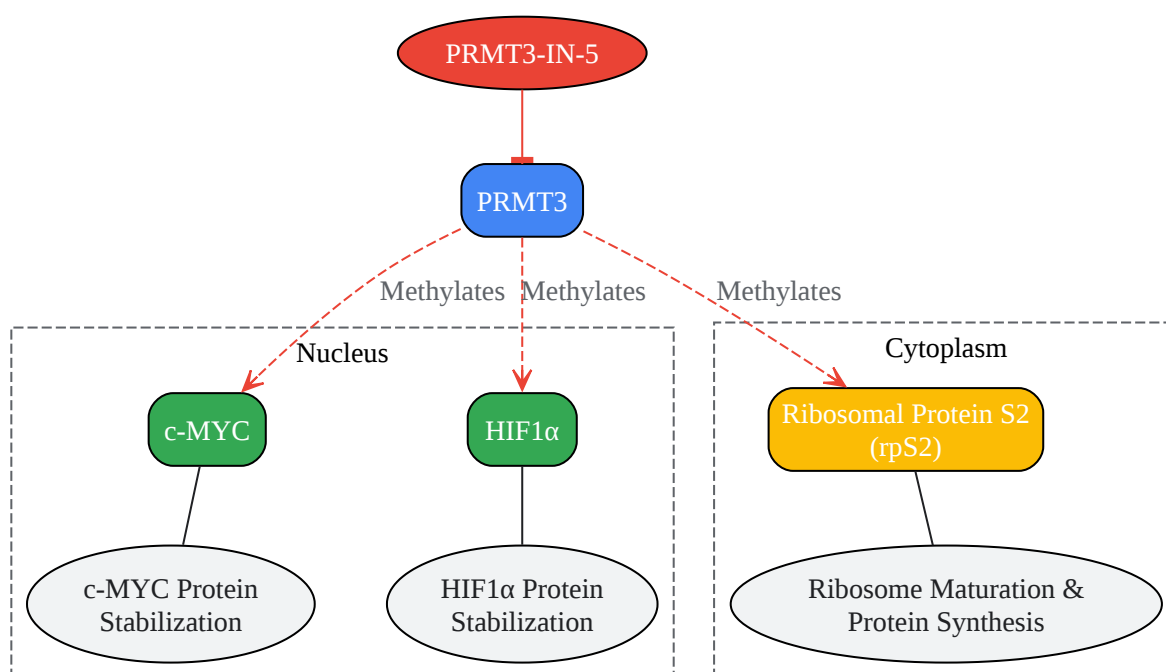 PRMT3-IN-5
PRMT3
Methylates
Methylates
Methylates
Nucleus
Cytoplasm
c-MYC
HIF1α
Ribosomal Protein S2
(rpS2)
c-MYC Protein
Stabilization
HIF1α Protein
Stabilization
Ribosome Maturation &
Protein Synthesis